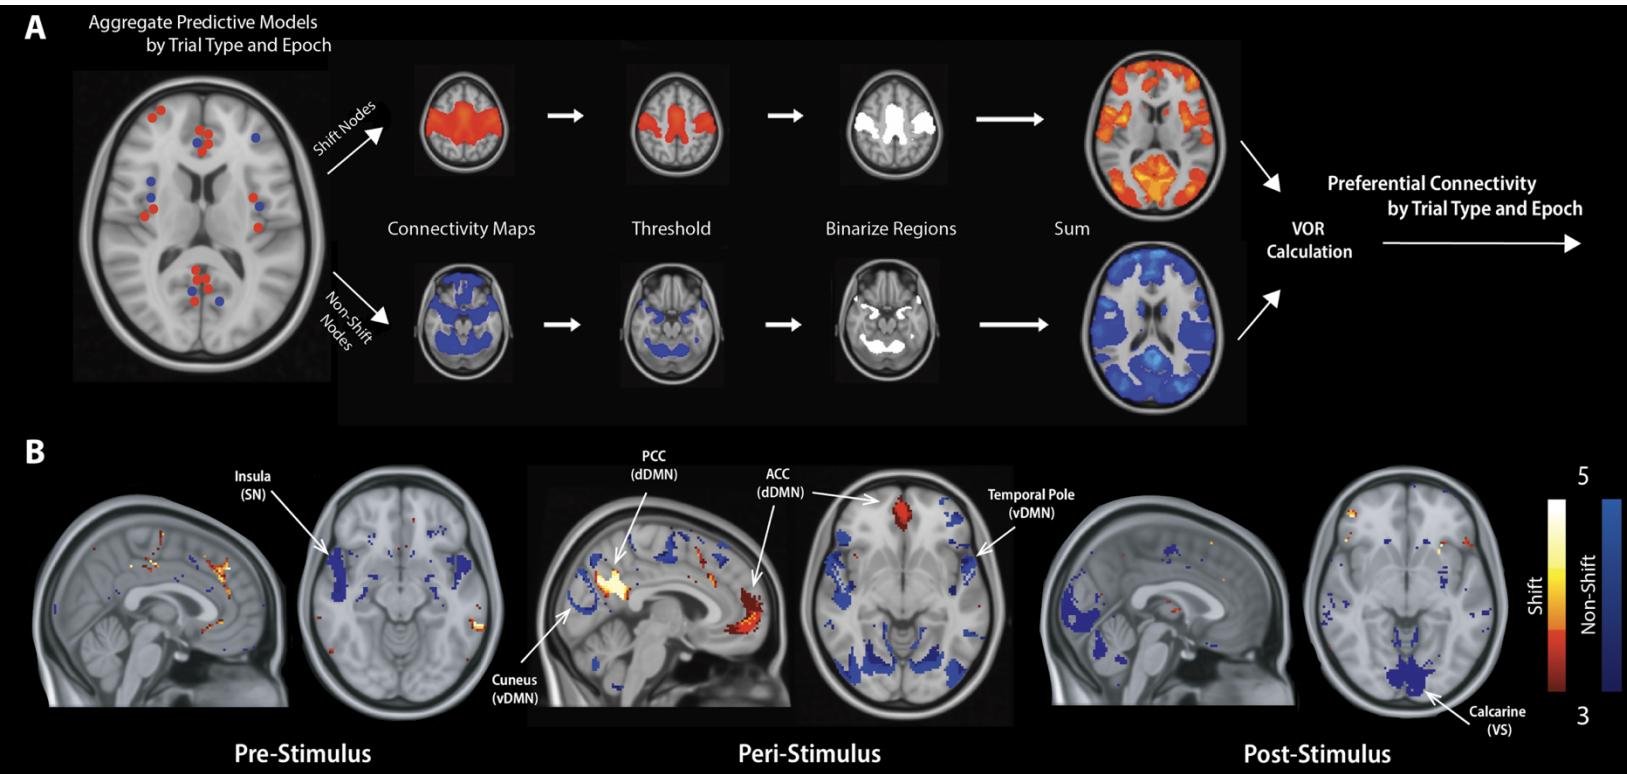 A
Aggregate Predictive Models
by Trial Type and Epoch
Shift Nodes
Non-Shift
Nodes
Connectivity Maps
Threshold
Binarize Regions
Sum
VOR
Calculation
Preferential Connectivity
by Trial Type and Epoch
B
Insula
(SN)
PCC
(dDMN)
ACC
(dDMN)
Temporal Pole
(vDMN)
Cuneus
(vDMN)
Calcarine
(VS)
5
Shift
Non-Shift
3
Pre-Stimulus
Peri-Stimulus
Post-Stimulus